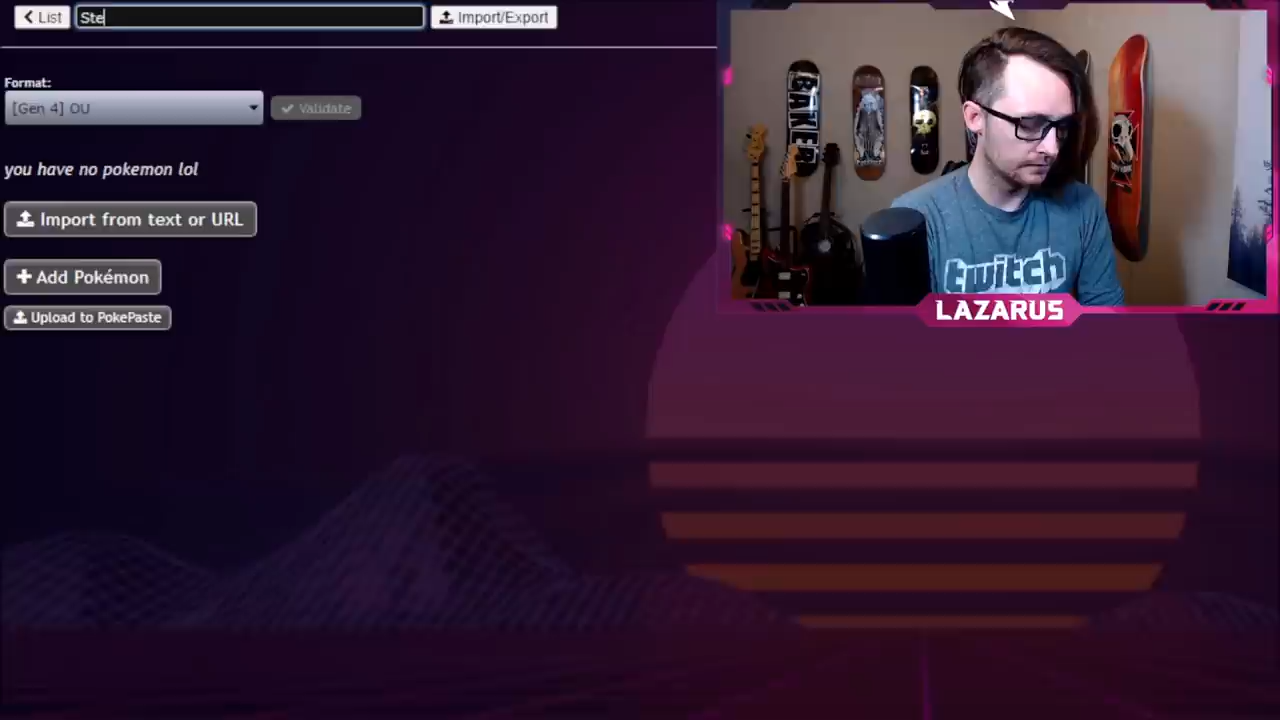 List
Ste
Import/Export
Format:
[Gen 4] OU
Validate
you have no pokemon lol
Import from text or URL
Add Pokémon
Upload to PokePaste
BAKER
twitch
LAZARUS